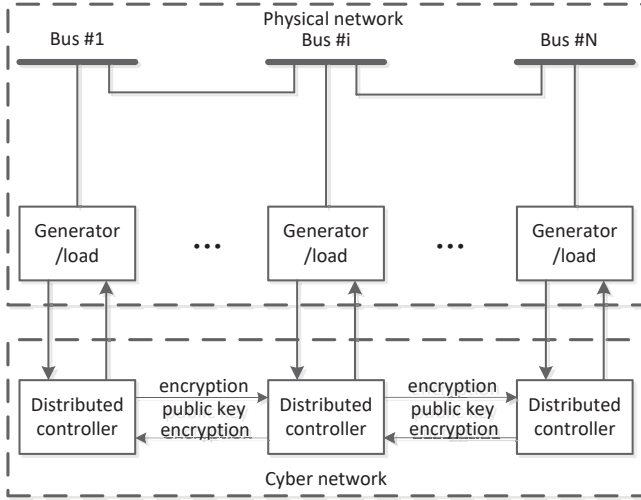 Physical network
Bus #1 Bus #i Bus #N
Generator /load ... Generator /load ... Generator /load
encryption encryption
Distributed controller public key Distributed controller public key Distributed controller
encryption encryption
Cyber network